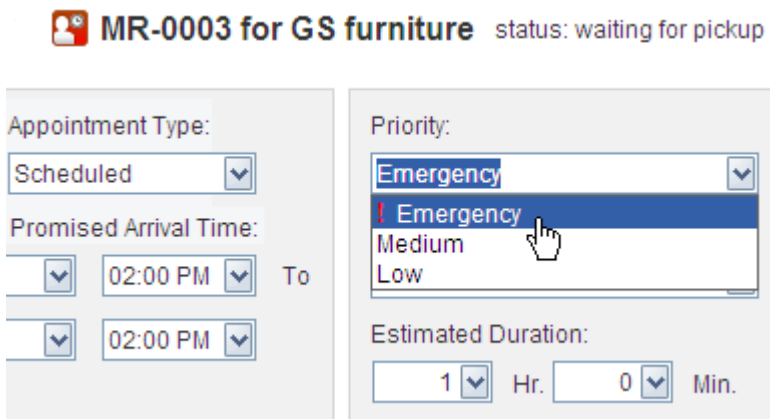 MR-0003 for GS furniture status: waiting for pickup
Appointment Type:
Scheduled
Promised Arrival Time:
02:00 PM To
02:00 PM
Priority:
Emergency
! Emergency
Medium
Low
Estimated Duration:
1 Hr. 0 Min.